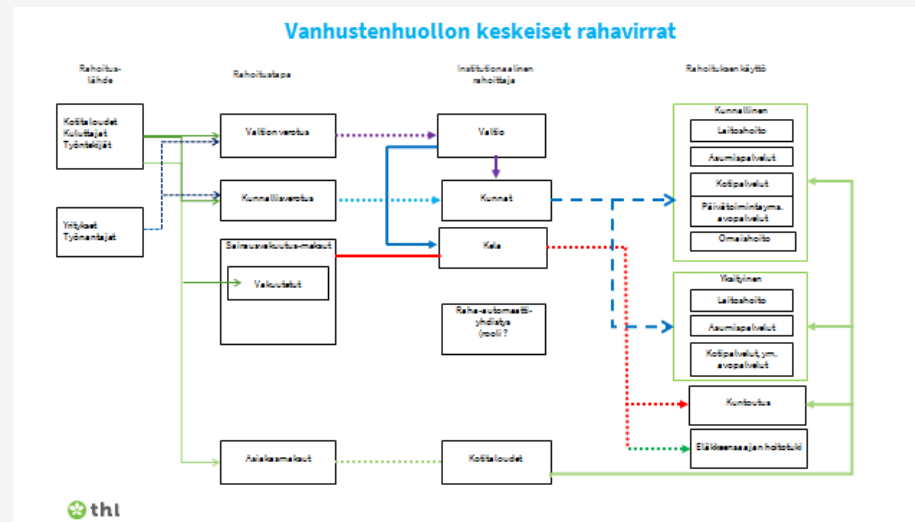 Vanhustenhuollon keskeiset rahavirrat
Rahoitus-
lähde
Rahoitustapa
Institutionaalinen
rahoittaja
Rahoituksen käyttö
Kotitaloudet
Kuluttajat
Työntekijät
Yritykset
Työnantajat
Valtion verotus
Kunnallisverotus
Sairausvakuutus-maksut
Vakuutetut
Asiakasmaksut
Valtio
Kunnat
Kela
Raha-automaatti-
yhdistys
(rooli?
Kotitaloudet
Kunnallinen
Laitoshoito
Asumispalvelut
Kotipalvelut
Päivätoiminta yms.
avopalvelut
Omaishoito
Yksityinen
Laitoshoito
Asumispalvelut
Kotipalvelut, ym.
avopalvelut
Kuntoutus
Eläkkeensaajan hoitotuki
thl